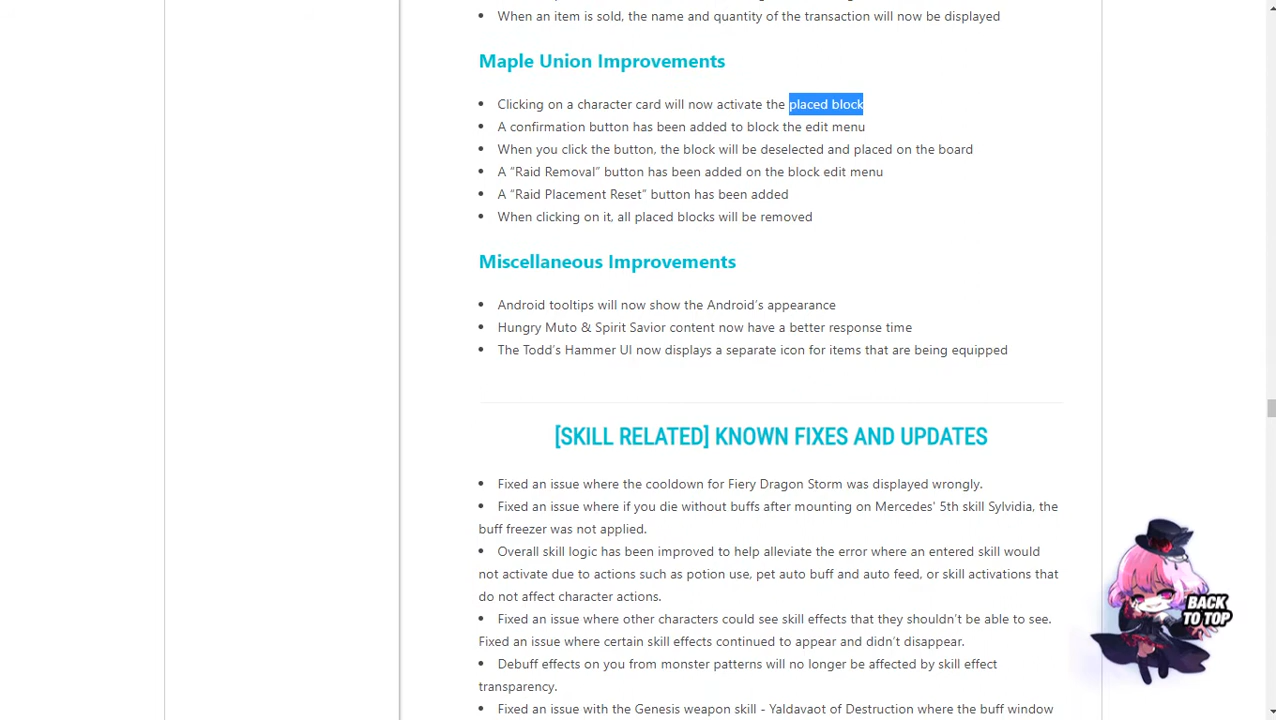 When an item is sold, the name and quantity of the transaction will now be displayed
Maple Union Improvements
Clicking on a character card will now activate the placed block
A confirmation button has been added to block the edit menu
When you click the button, the block will be deselected and placed on the board
A “Raid Removal” button has been added on the block edit menu
A “Raid Placement Reset” button has been added
When clicking on it, all placed blocks will be removed
Miscellaneous Improvements
Android tooltips will now show the Android’s appearance
Hungry Muto & Spirit Savior content now have a better response time
The Todd’s Hammer UI now displays a separate icon for items that are being equipped
[SKILL RELATED] KNOWN FIXES AND UPDATES
Fixed an issue where the cooldown for Fiery Dragon Storm was displayed wrongly.
Fixed an issue where if you die without buffs after mounting on Mercedes' 5th skill Sylvidia, the
buff freezer was not applied.
Overall skill logic has been improved to help alleviate the error where an entered skill would
not activate due to actions such as potion use, pet auto buff and auto feed, or skill activations that
do not affect character actions.
Fixed an issue where other characters could see skill effects that they shouldn’t be able to see.
Fixed an issue where certain skill effects continued to appear and didn’t disappear.
Debuff effects on you from monster patterns will no longer be affected by skill effect
transparency.
Fixed an issue with the Genesis weapon skill - Yaldavaot of Destruction where the buff window
BACK
TO TOP